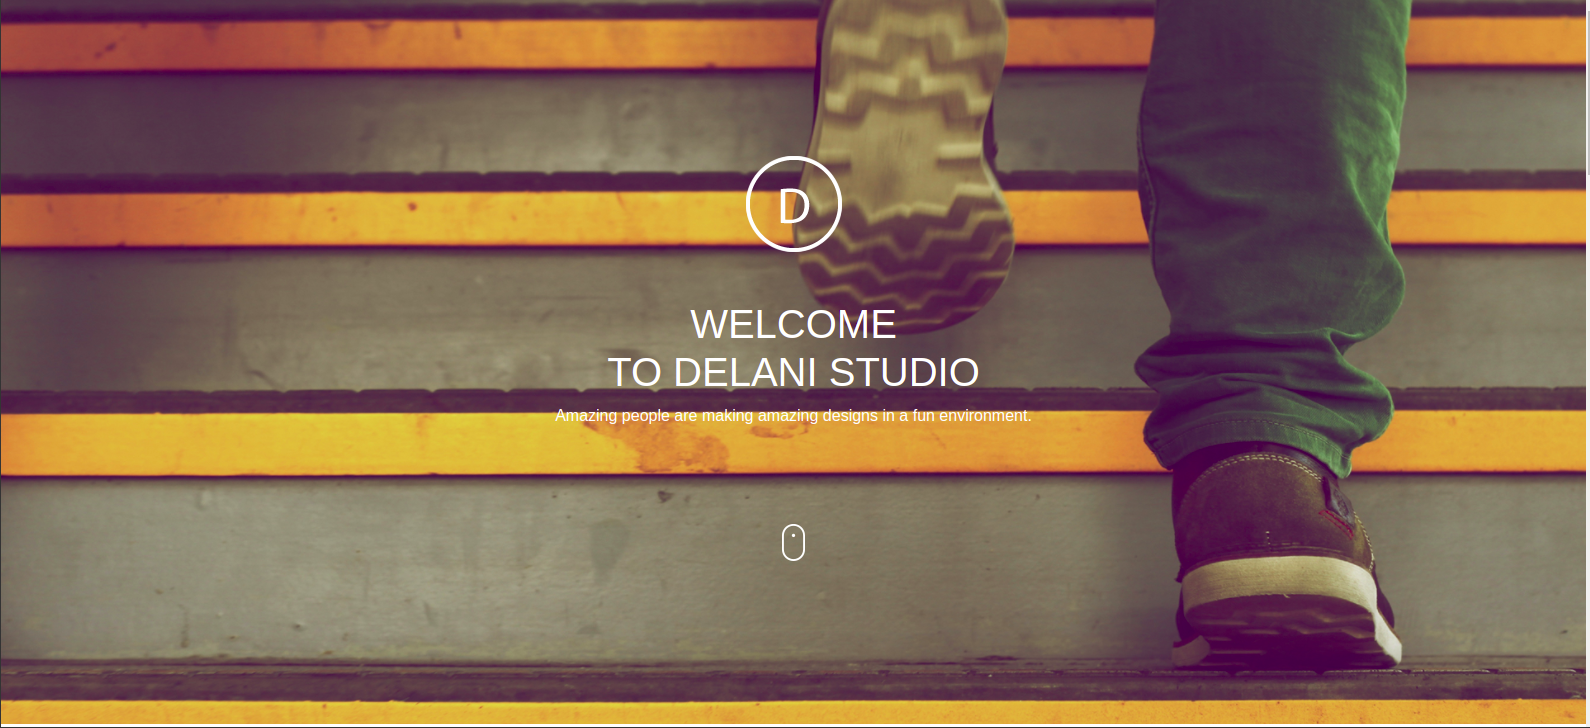 D
WELCOME
TO DELANI STUDIO
Amazing people are making amazing designs in a fun environment.